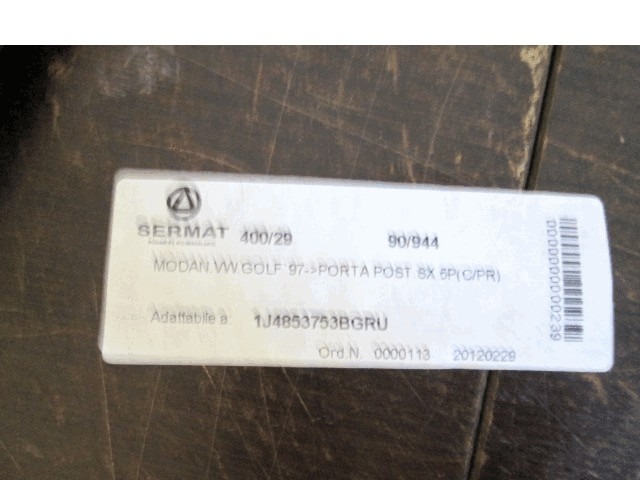 SERMAT
400/29 90/944
MODAN.VW.GOLF 97->PORTA POST SX 5P(C/PR)
Adattabile a: 1J4853753BGRU
Ord.N. 0000113 20120229
0000000000239